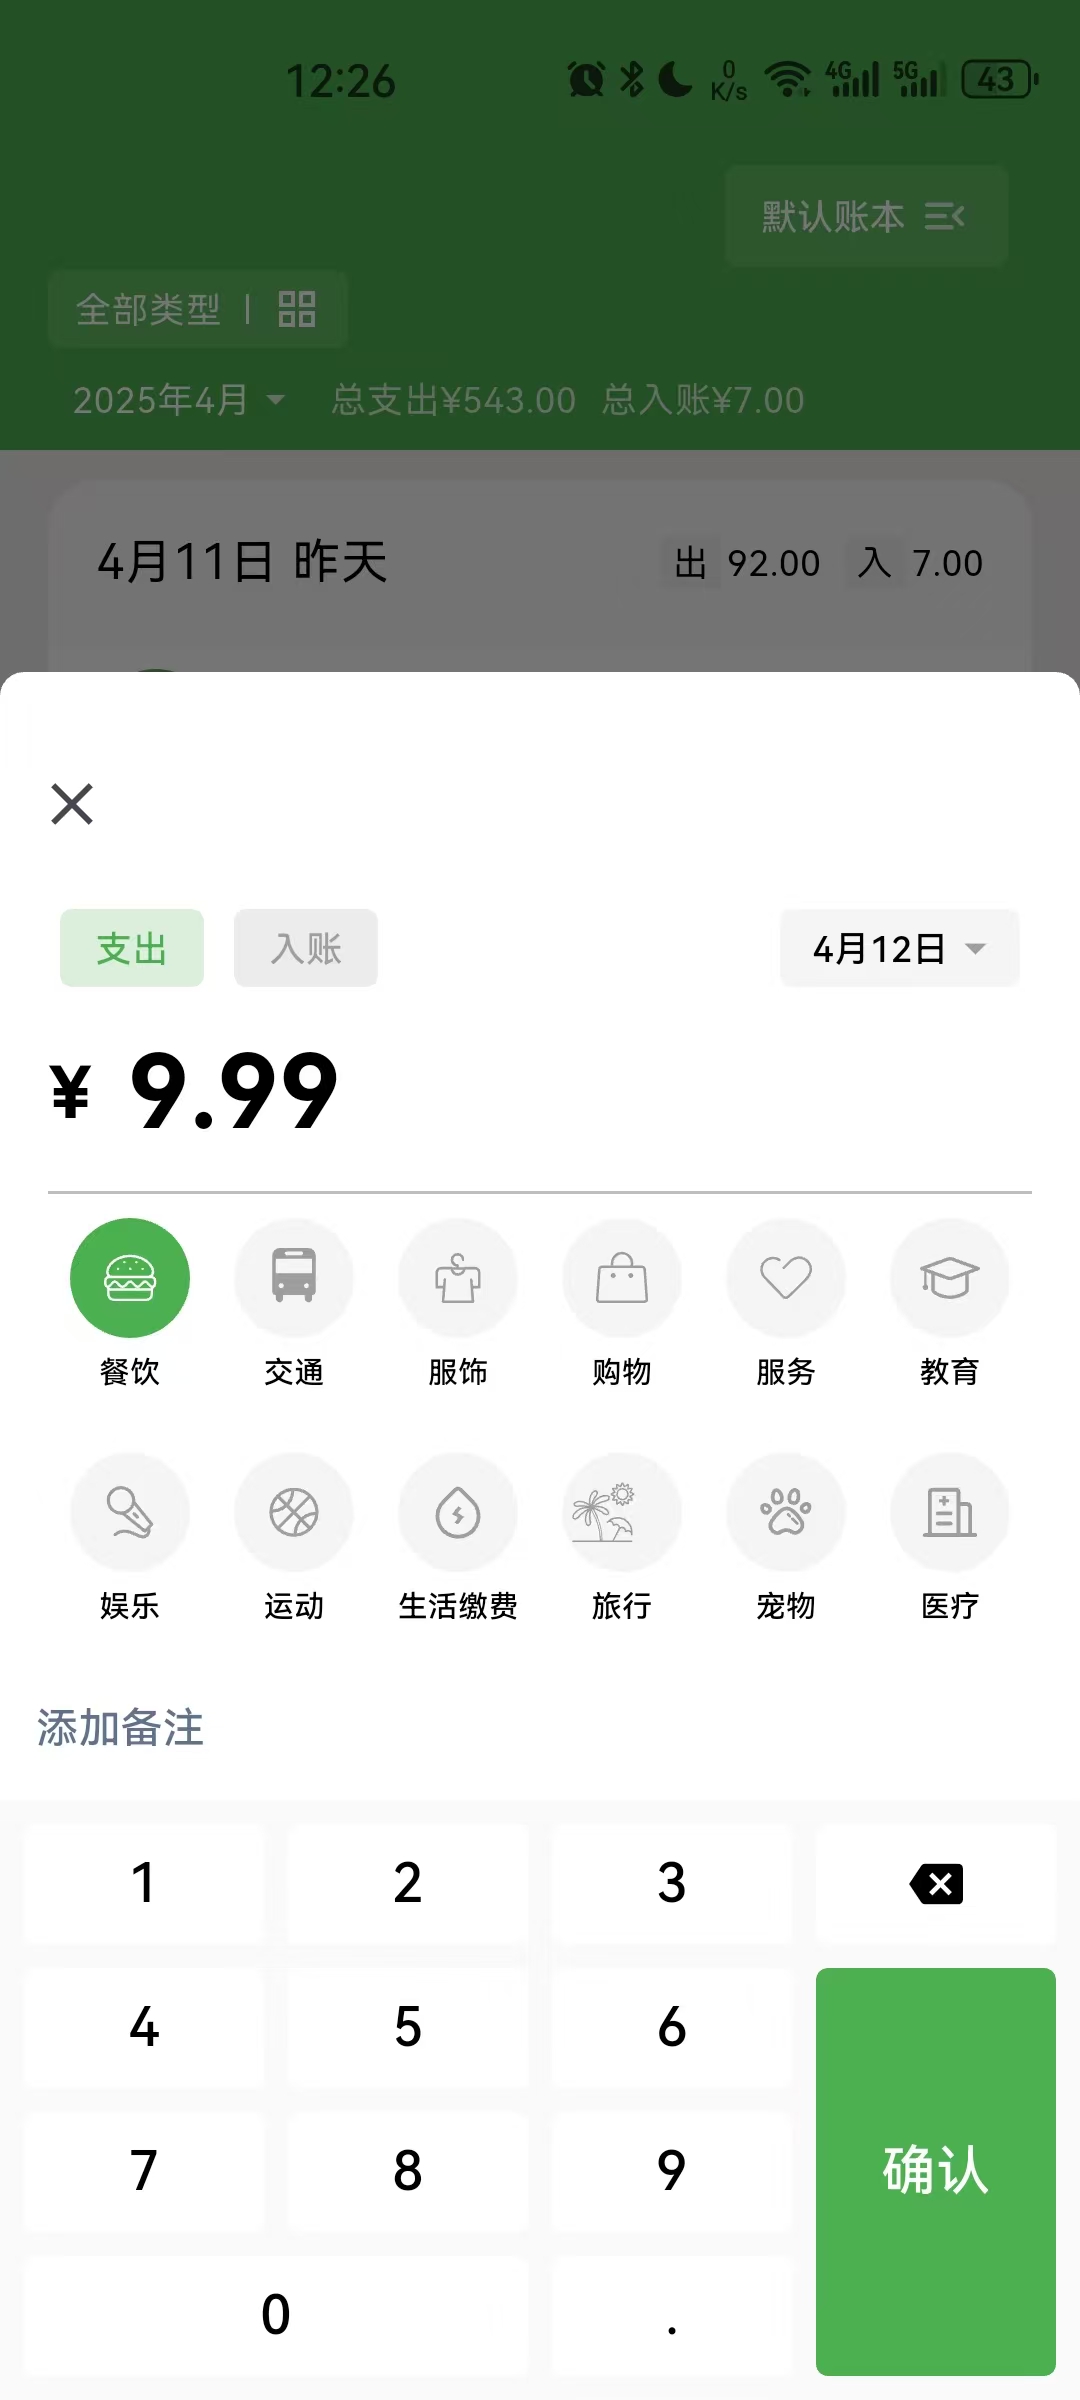 12:26 0 K/s 4G 5G 43
默认账本
全部类型
2025年4月 总支出¥543.00 总入账¥7.00
4月11日 昨天 出 92.00 入 7.00
支出 入账 4月12日
¥ 9.99
餐饮 交通 服饰 购物 服务 教育
娱乐 运动 生活缴费 旅行 宠物 医疗
添加备注
1 2 3
4 5 6
7 8 9 确认
0 .